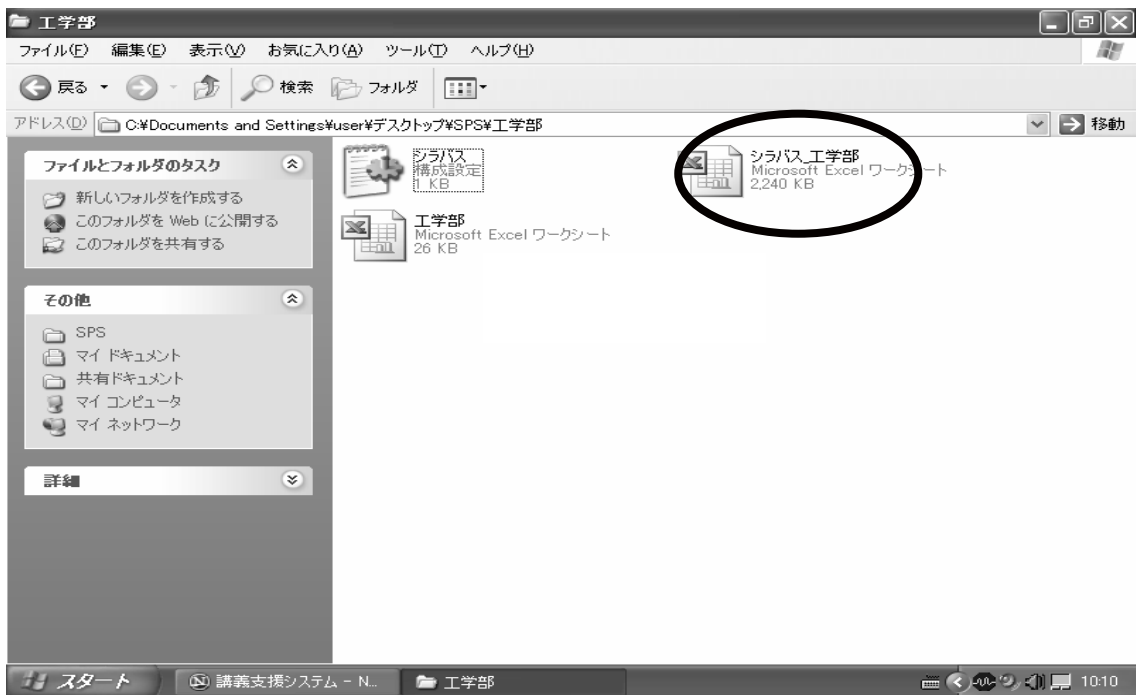 工学部
ファイル(F) 編集(E) 表示(V) お気に入り(A) ツール(T) ヘルプ(H)
戻る 検索 フォルダ
アドレス(D) C:¥Documents and Settings¥user¥デスクトップ¥SPS¥工学部 移動
ファイルとフォルダのタスク
新しいフォルダを作成する
このフォルダを Web に公開する
このフォルダを共有する
その他
SPS
マイ ドキュメント
共有ドキュメント
マイ コンピュータ
マイ ネットワーク
詳細
シラバス
構成設定
1 KB
シラバス_工学部
Microsoft Excel ワークシート
2,240 KB
工学部
Microsoft Excel ワークシート
26 KB
スタート 講義支援システム - N... 工学部 10:10